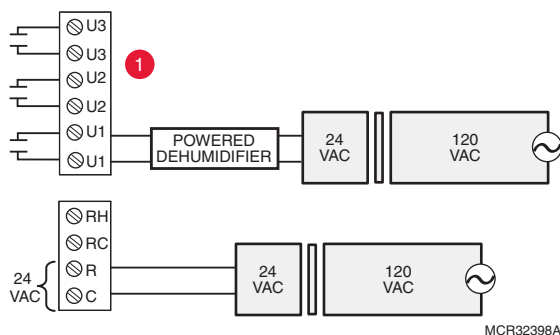 U3
U3
U2
U2
U1
U1
1
POWERED
DEHUMIDIFIER
24
VAC
120
VAC
RH
RC
R
C
24
VAC
24
VAC
120
VAC
MCR32398A